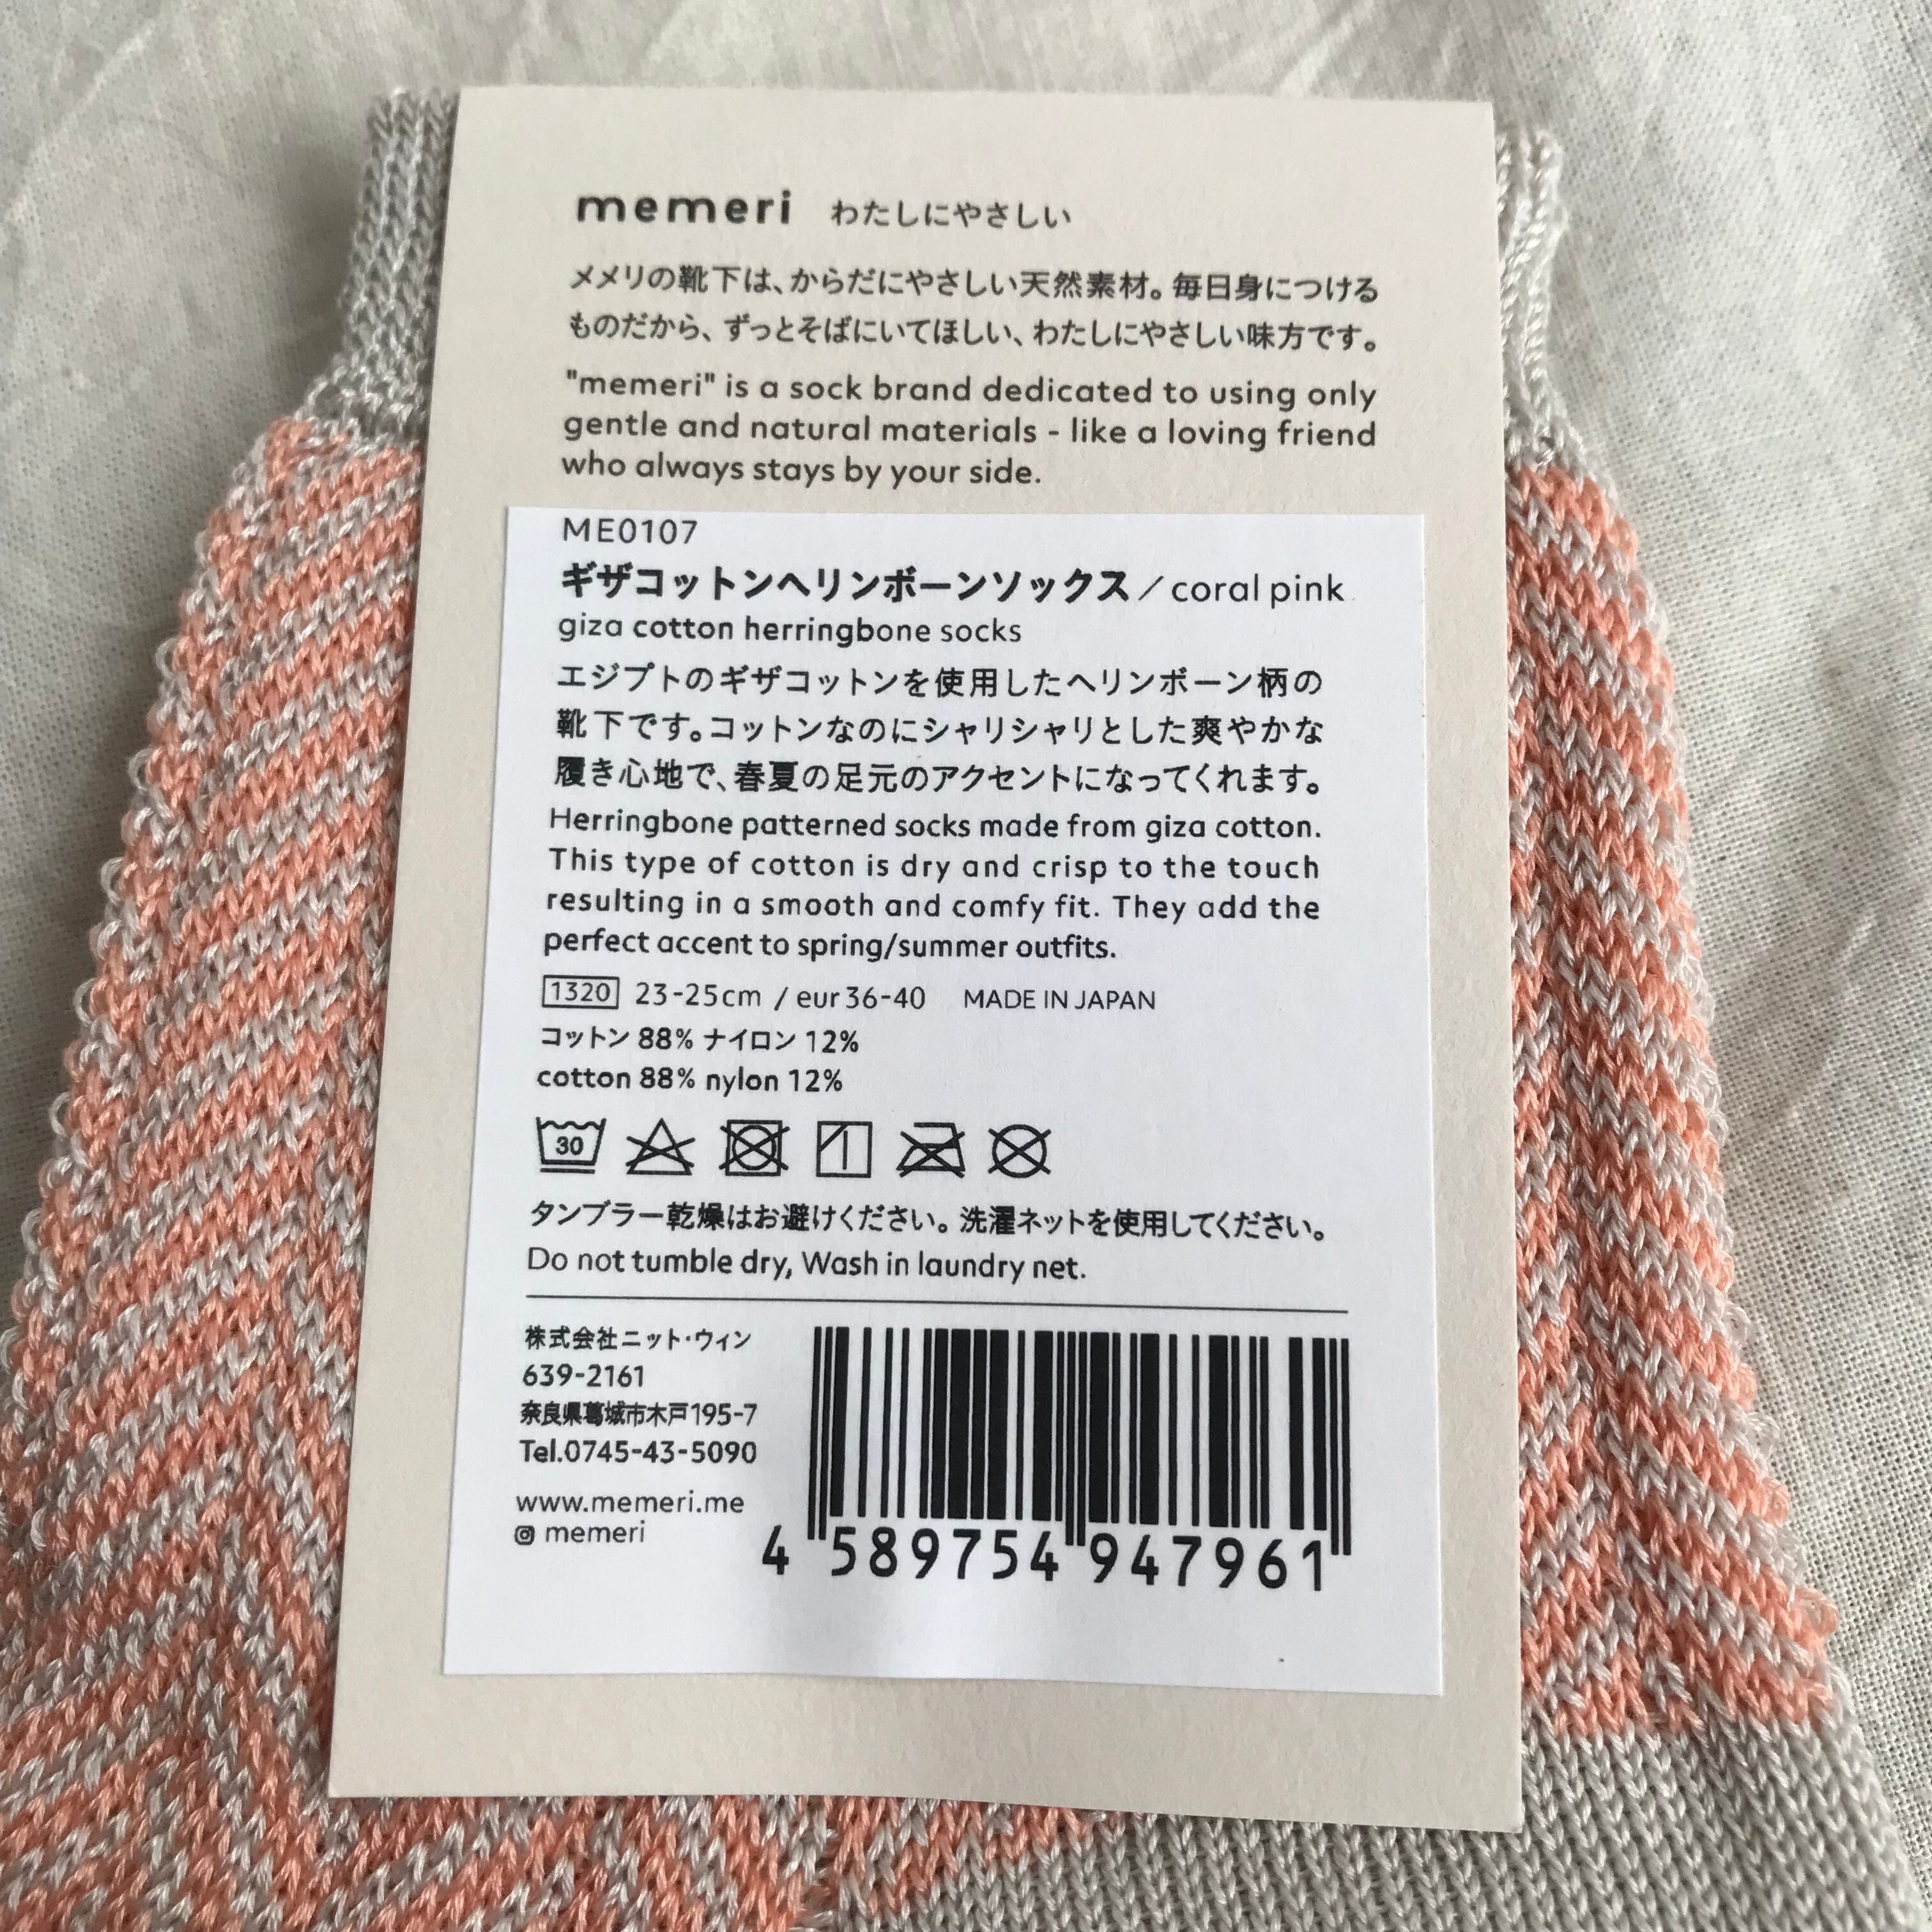 memeri わたしにやさしい
メメリの靴下は、からだにやさしい天然素材。毎日身につける
ものだから、ずっとそばにいてほしい、わたしにやさしい味方です。
"memeri" is a sock brand dedicated to using only
gentle and natural materials - like a loving friend
who always stays by your side.
ME0107
ギザコットンヘリンボーンソックス/coral pink
giza cotton herringbone socks
エジプトのギザコットンを使用したヘリンボーン柄の
靴下です。コットンなのにシャリシャリとした爽やかな
履き心地で、春夏の足元のアクセントになってくれます。
Herringbone patterned socks made from giza cotton.
This type of cotton is dry and crisp to the touch
resulting in a smooth and comfy fit. They add the
perfect accent to spring/summer outfits.
1320 23-25cm / eur 36-40 MADE IN JAPAN
コットン 88% ナイロン 12%
cotton 88% nylon 12%
30
タンブラー乾燥はお避けください。洗濯ネットを使用してください。
Do not tumble dry, Wash in laundry net.
株式会社ニット・ウィン
639-2161
奈良県葛城市木戸195-7
Tel.0745-43-5090
www.memeri.me
memeri
4 589754 947961